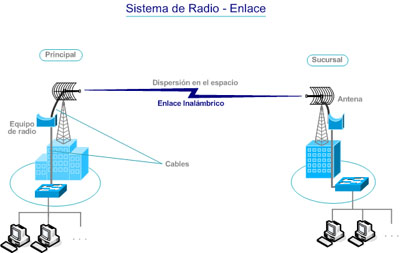 Sistema de Radio - Enlace
Principal
Sucursal
Dispersión en el espacio
Enlace Inalámbrico
Antena
Equipo
de radio
Cables
. . .
. . .